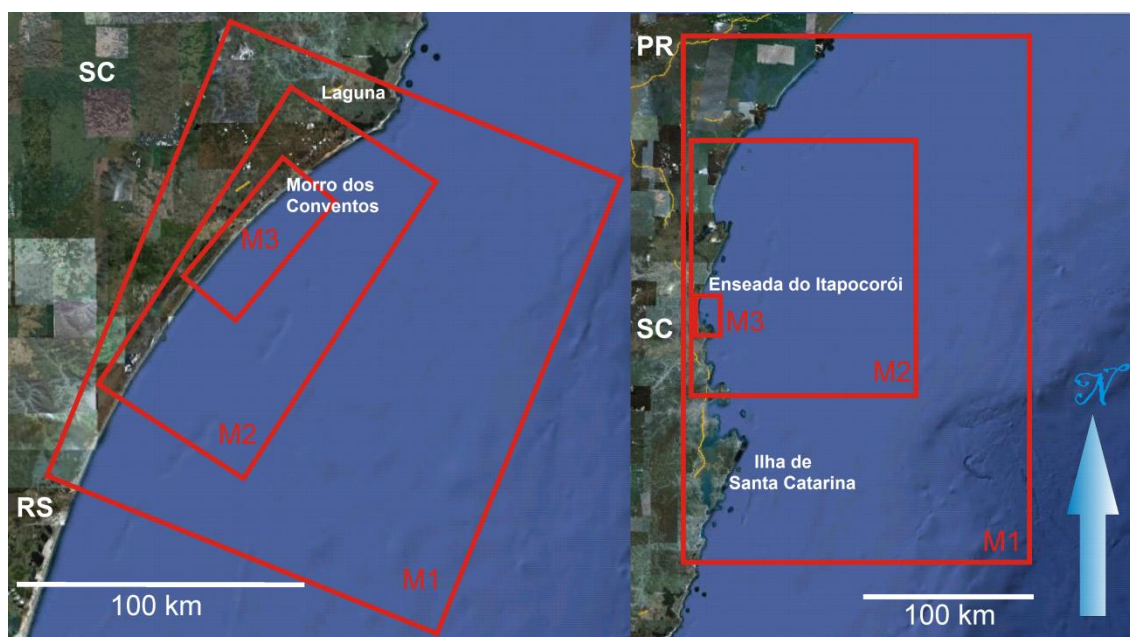 SC
Laguna
Morro dos
Conventos
M3
M2
RS
M1
100 km
PR
Enseada do Itapocorói
SC
M3
M2
Ilha de
Santa Catarina
M1
100 km
N